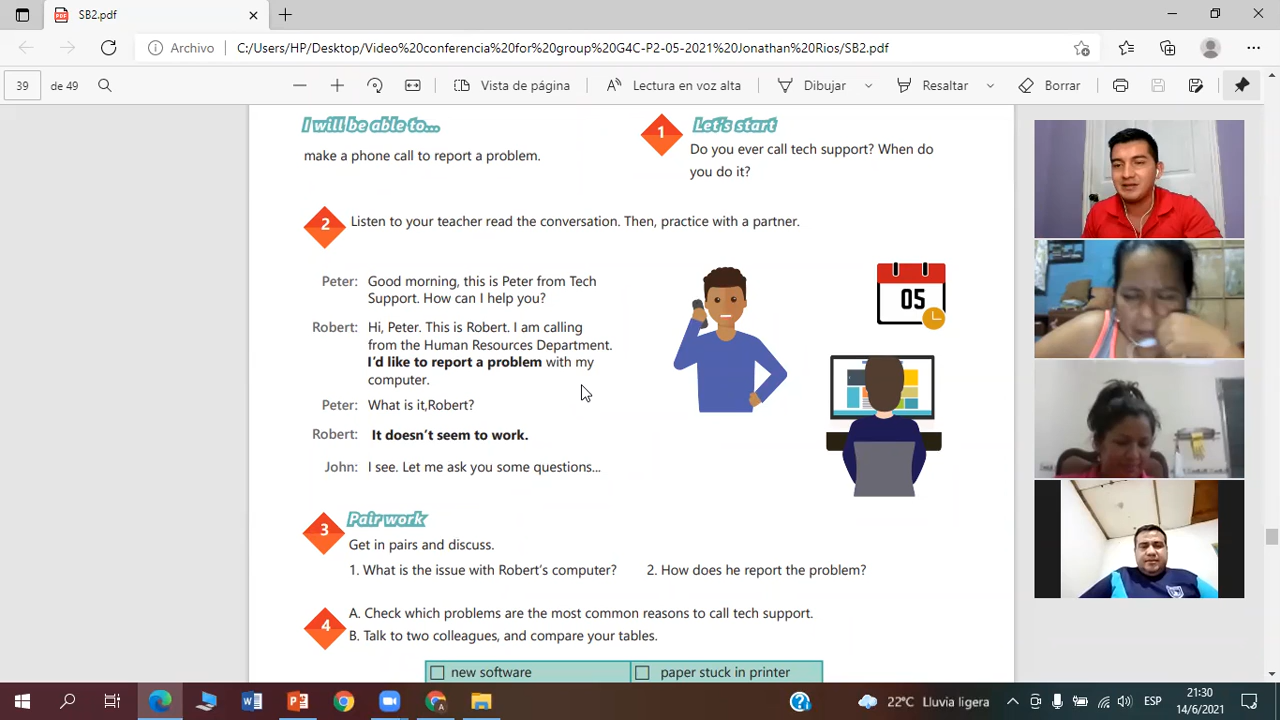 SB2.pdf
Archivo
C:/Users/HP/Desktop/Video%20conferencia%20for%20group%20G4C-P2-05-2021%20Jonathan%20Rios/SB2.pdf
39
de 49
Vista de página
Lectura en voz alta
Dibujar
Resaltar
Borrar
I will be able to...
make a phone call to report a problem.
1
Let's start
Do you ever call tech support? When do
you do it?
2
Listen to your teacher read the conversation. Then, practice with a partner.
Peter: Good morning, this is Peter from Tech
Support. How can I help you?
Robert: Hi, Peter. This is Robert. I am calling
from the Human Resources Department.
I'd like to report a problem with my
computer.
Peter: What is it,Robert?
Robert: It doesn't seem to work.
John: I see. Let me ask you some questions...
05
3
Pair work
Get in pairs and discuss.
1. What is the issue with Robert's computer?
2. How does he report the problem?
4
A. Check which problems are the most common reasons to call tech support.
B. Talk to two colleagues, and compare your tables.
new software
paper stuck in printer
22°C Lluvia ligera
ESP
21:30
14/6/2021